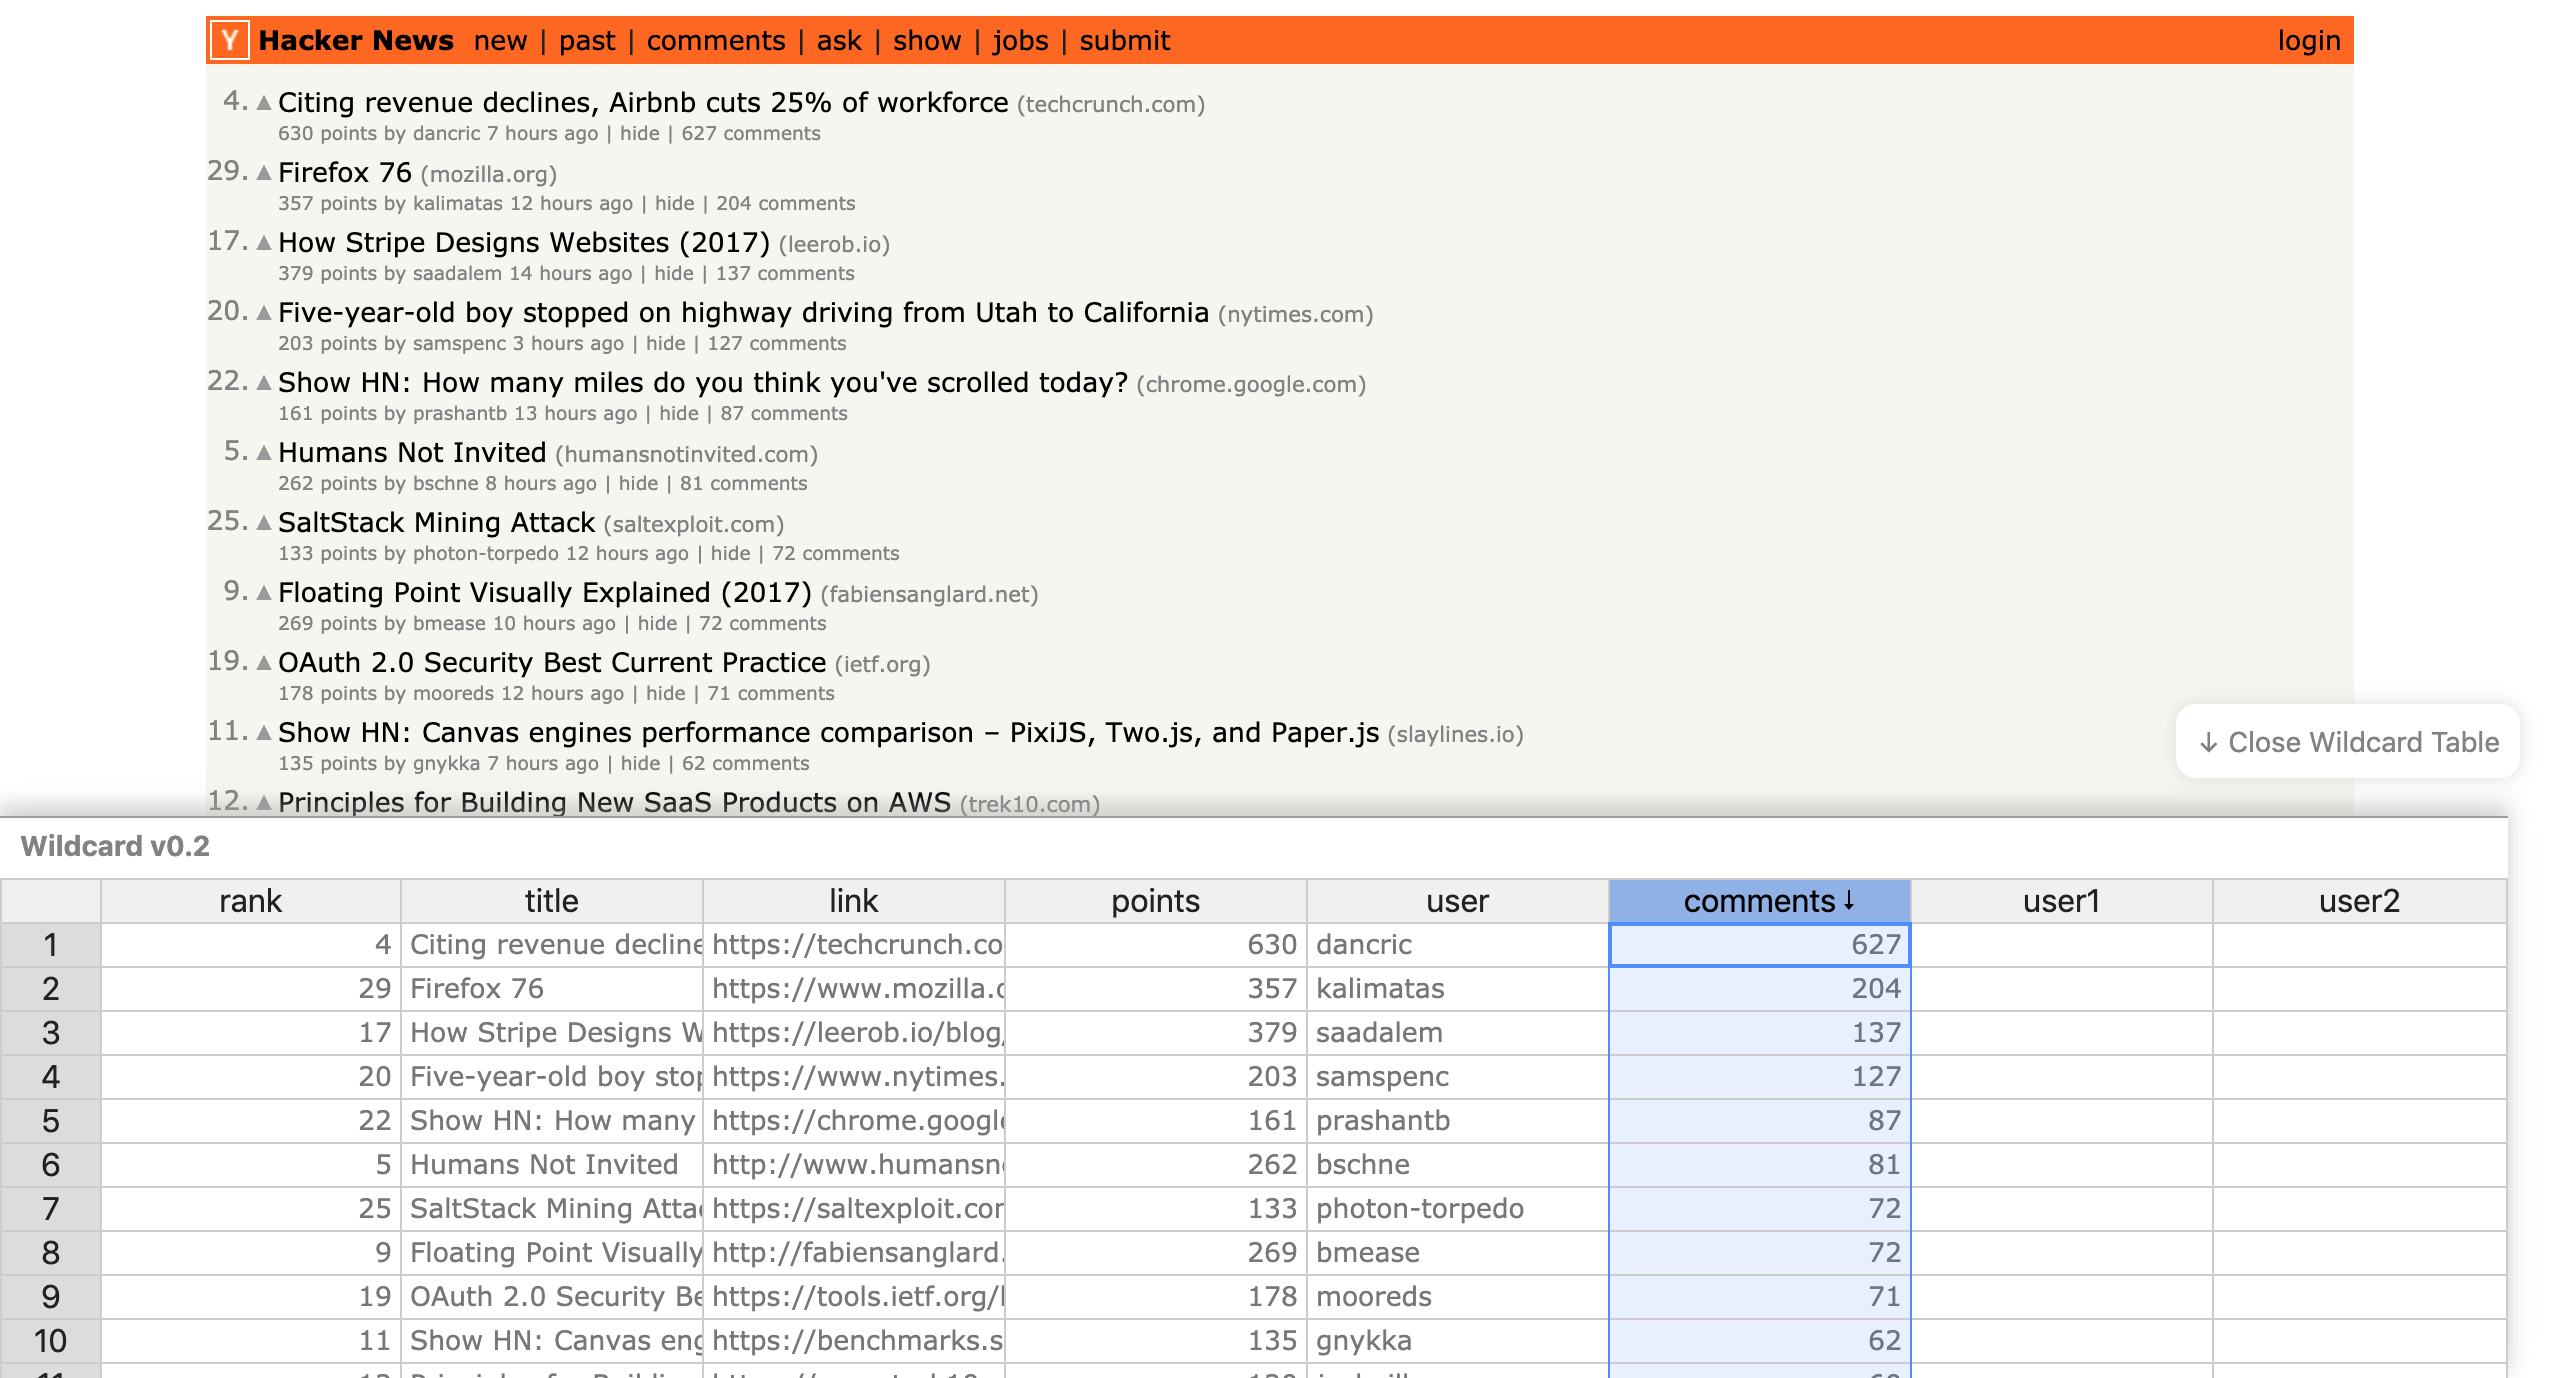 Y Hacker News new | past | comments | ask | show | jobs | submit login
4. ▲ Citing revenue declines, Airbnb cuts 25% of workforce (techcrunch.com)
630 points by dancric 7 hours ago | hide | 627 comments
29. ▲ Firefox 76 (mozilla.org)
357 points by kalimatas 12 hours ago | hide | 204 comments
17. ▲ How Stripe Designs Websites (2017) (leerob.io)
379 points by saadalem 14 hours ago | hide | 137 comments
20. ▲ Five-year-old boy stopped on highway driving from Utah to California (nytimes.com)
203 points by samspenc 3 hours ago | hide | 127 comments
22. ▲ Show HN: How many miles do you think you've scrolled today? (chrome.google.com)
161 points by prashantb 13 hours ago | hide | 87 comments
5. ▲ Humans Not Invited (humansnotinvited.com)
262 points by bschne 8 hours ago | hide | 81 comments
25. ▲ SaltStack Mining Attack (saltexploit.com)
133 points by photon-torpedo 12 hours ago | hide | 72 comments
9. ▲ Floating Point Visually Explained (2017) (fabiensanglard.net)
269 points by bmease 10 hours ago | hide | 72 comments
19. ▲ OAuth 2.0 Security Best Current Practice (ietf.org)
178 points by mooreds 12 hours ago | hide | 71 comments
11. ▲ Show HN: Canvas engines performance comparison – PixiJS, Two.js, and Paper.js (slaylines.io)
135 points by gnykka 7 hours ago | hide | 62 comments
↓ Close Wildcard Table
12. ▲ Principles for Building New SaaS Products on AWS (trek10.com)
Wildcard v0.2
rank title link points user comments ↓ user1 user2
1 4 Citing revenue decline https://techcrunch.co 630 dancric 627
2 29 Firefox 76 https://www.mozilla.o 357 kalimatas 204
3 17 How Stripe Designs W https://leerob.io/blog/ 379 saadalem 137
4 20 Five-year-old boy stop https://www.nytimes. 203 samspenc 127
5 22 Show HN: How many https://chrome.google 161 prashantb 87
6 5 Humans Not Invited http://www.humansno 262 bschne 81
7 25 SaltStack Mining Attac https://saltexploit.com 133 photon-torpedo 72
8 9 Floating Point Visually http://fabiensanglard. 269 bmease 72
9 19 OAuth 2.0 Security Be https://tools.ietf.org/ 178 mooreds 71
10 11 Show HN: Canvas eng https://benchmarks.s 135 gnykka 62